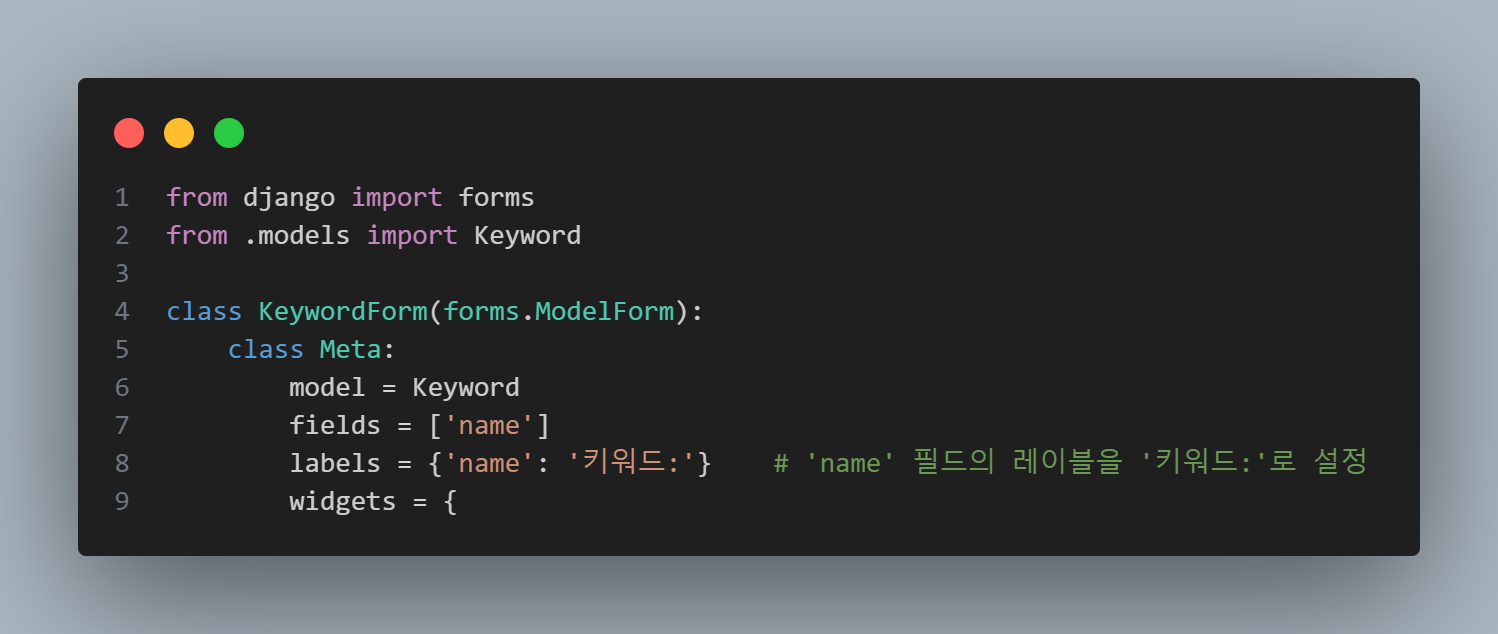 1 from django import forms
2 from .models import Keyword
3
4 class KeywordForm(forms.ModelForm):
5     class Meta:
6         model = Keyword
7         fields = ['name']
8         labels = {'name': '키워드:'}    # 'name' 필드의 레이블을 '키워드:'로 설정
9         widgets = {